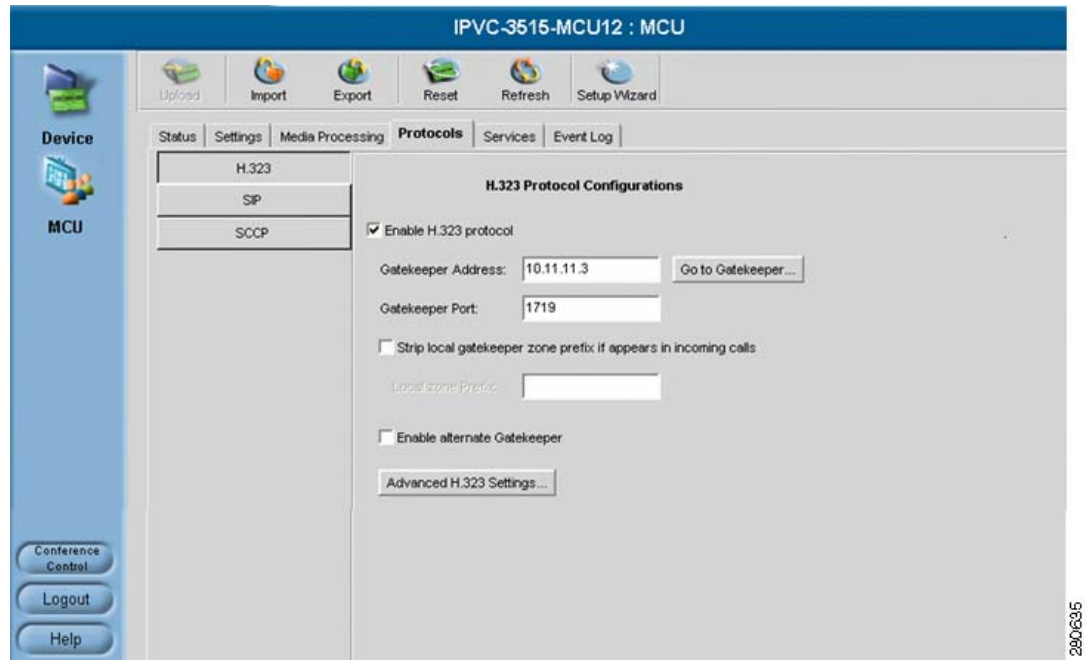 IPVC-3515-MCU12 : MCU
Upload Import Export Reset Refresh Setup Wizard
Device
MCU
Status Settings Media Processing Protocols Services Event Log
H.323
SIP
SCCP
H.323 Protocol Configurations
Enable H.323 protocol
Gatekeeper Address: 10.11.11.3 Go to Gatekeeper...
Gatekeeper Port: 1719
Strip local gatekeeper zone prefix if appears in incoming calls
Local zone Prefix:
Enable alternate Gatekeeper
Advanced H.323 Settings...
Conference
Control
Logout
Help
280635